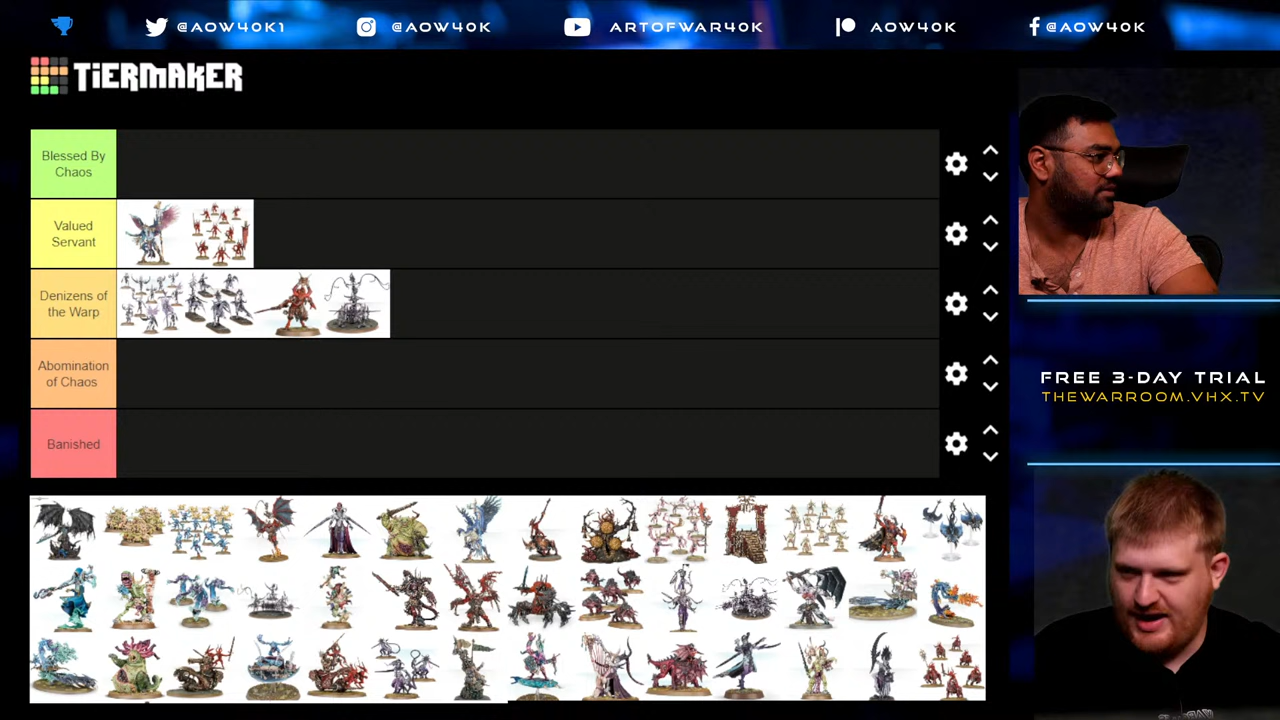 @AOW40K1
@AOW40K
ARTOFWAR40K
AOW40K
@AOW40K
TiERMAKER
Blessed By
Chaos
Valued
Servant
Denizens of
the Warp
Abomination
of Chaos
Banished
FREE 3-DAY TRIAL
THEWARROOM.VHX.TV